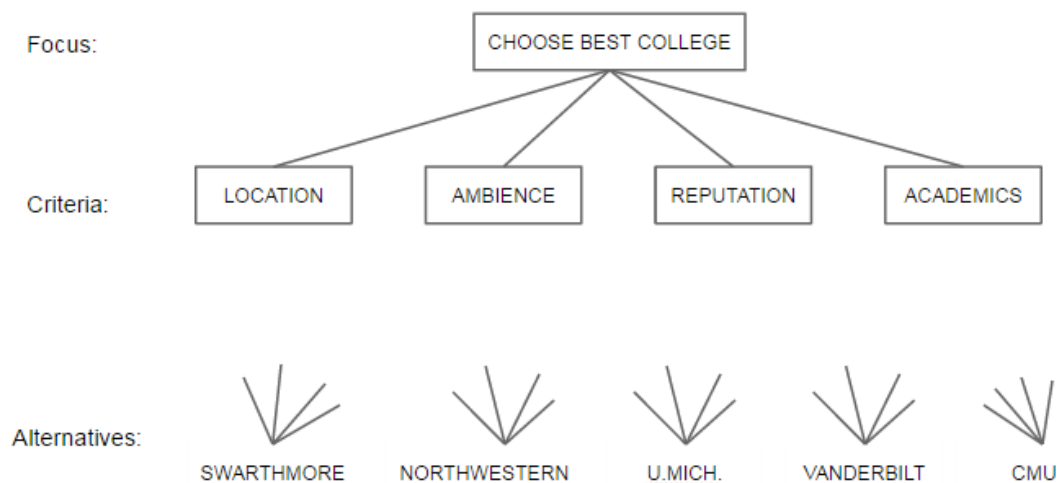 Focus:
CHOOSE BEST COLLEGE
Criteria:
LOCATION
AMBIENCE
REPUTATION
ACADEMICS
Alternatives:
SWARTHMORE
NORTHWESTERN
U.MICH.
VANDERBILT
CMU